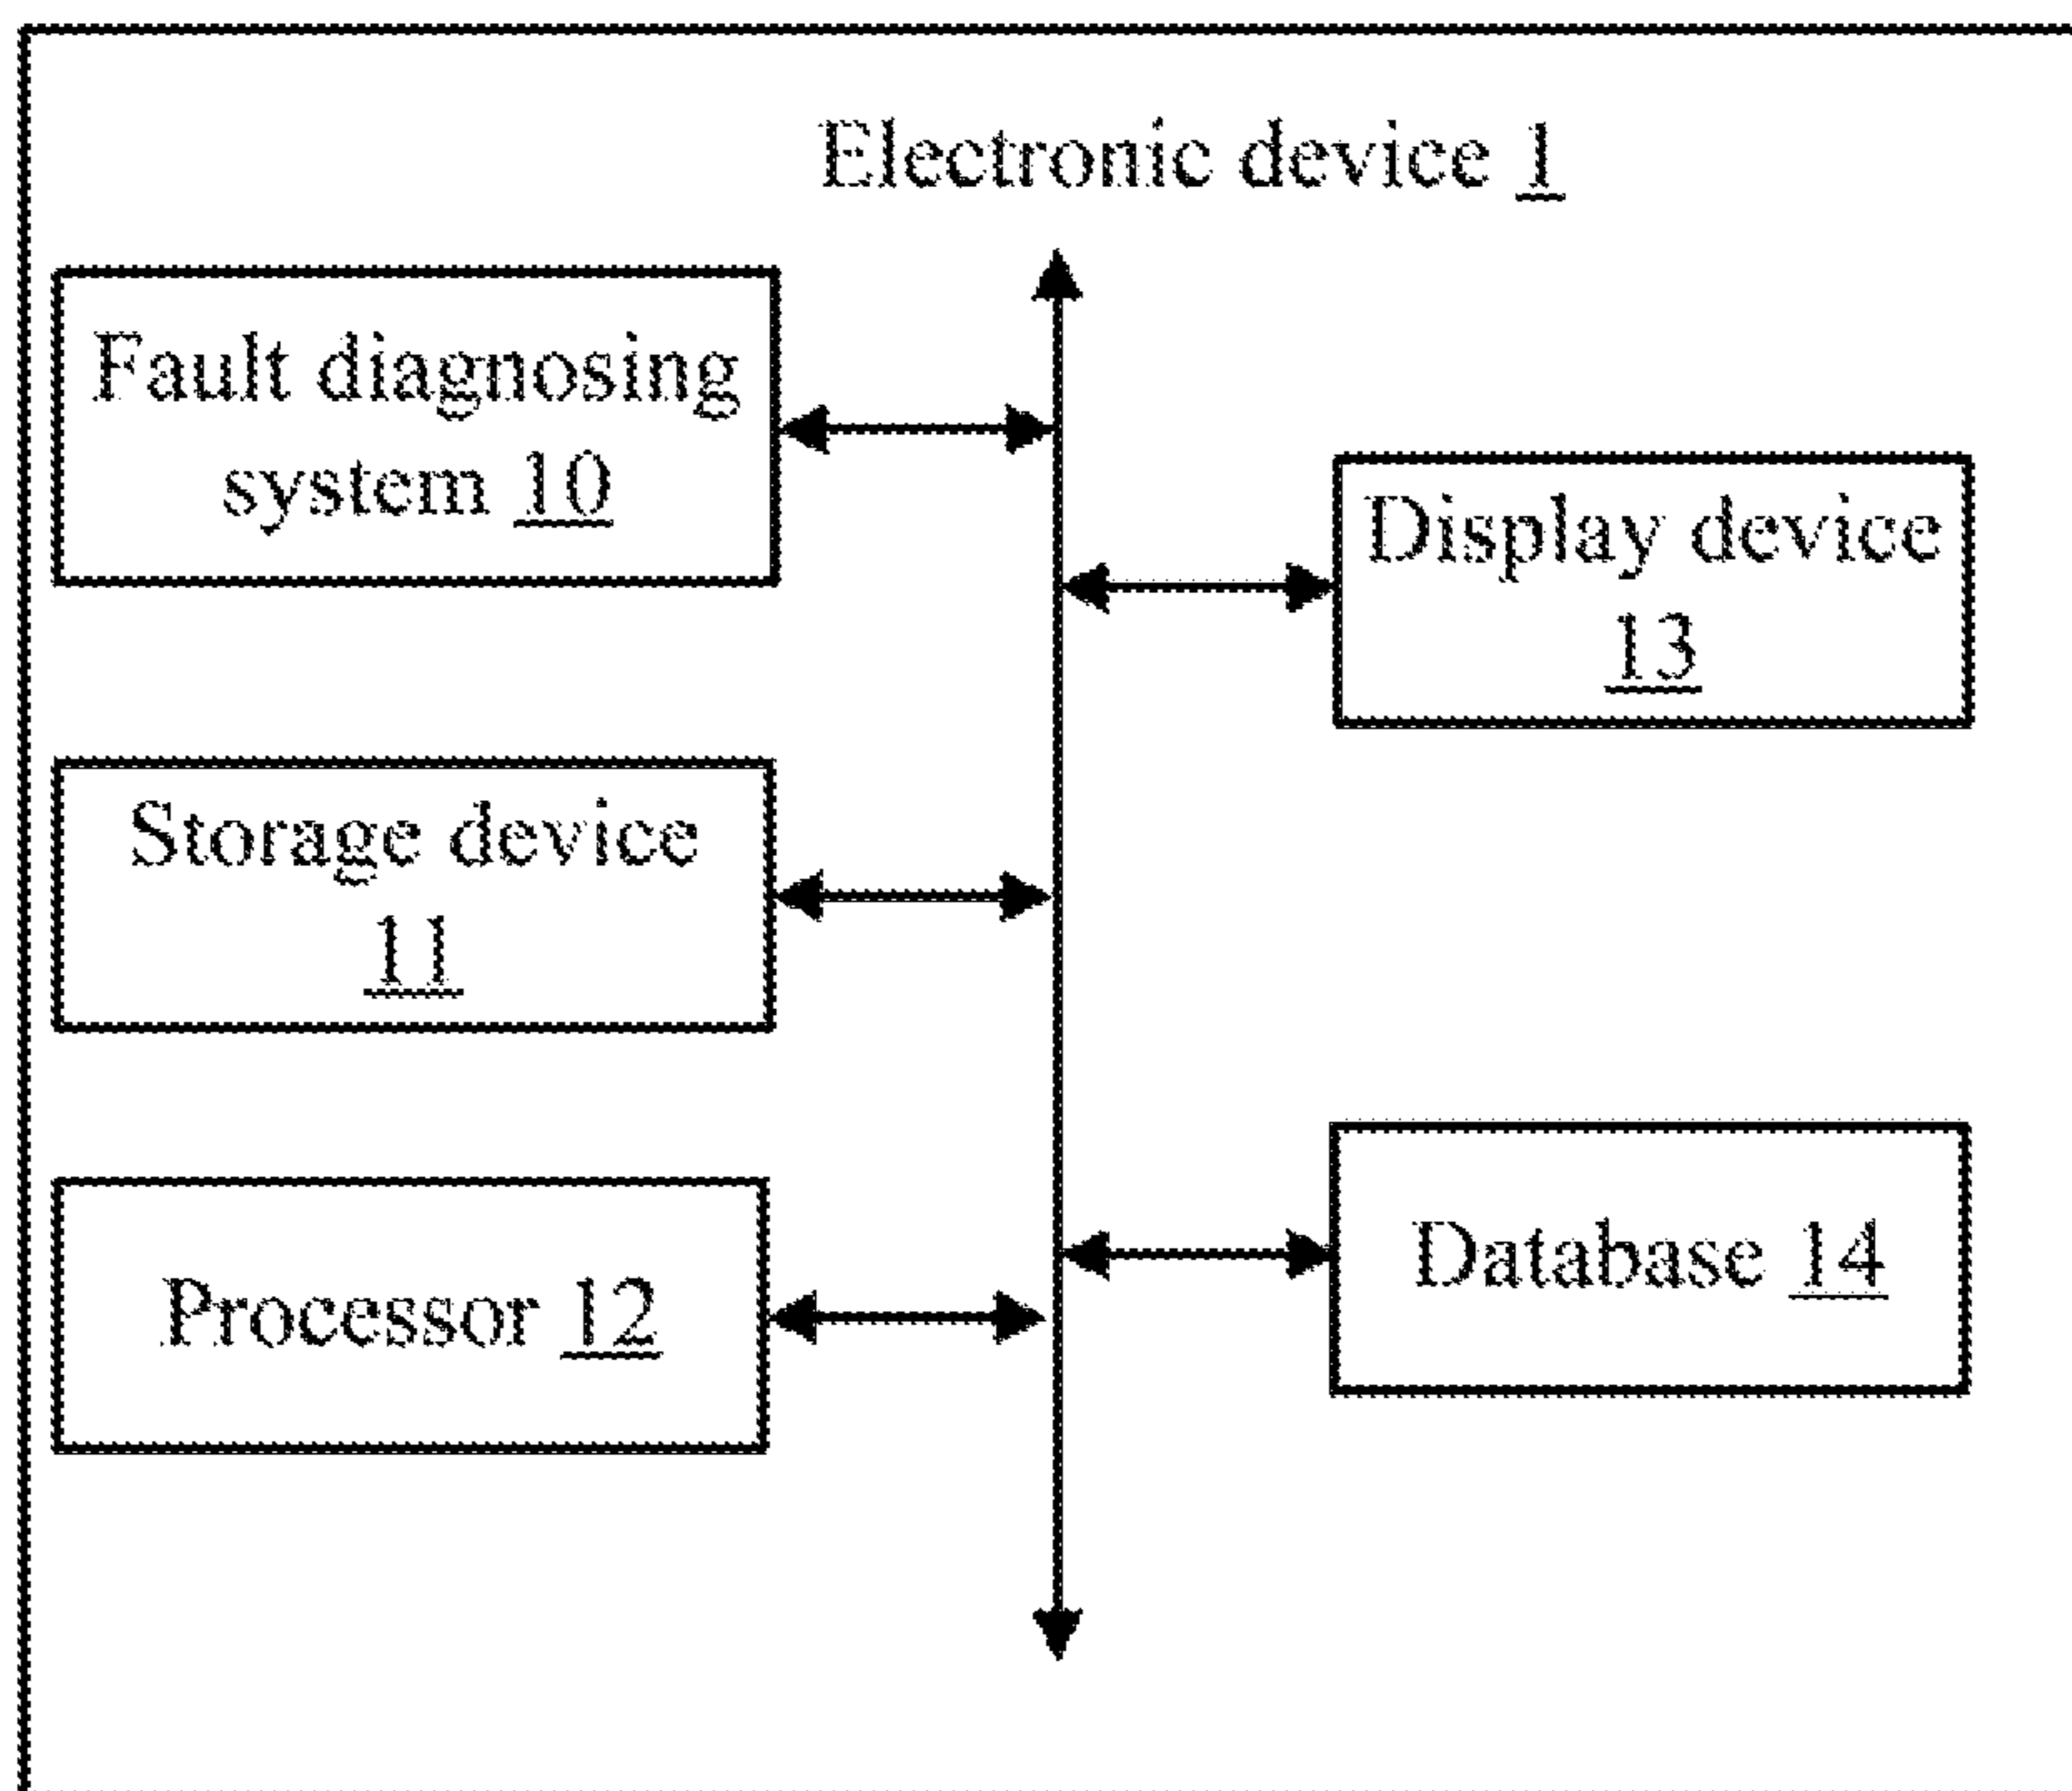 Electronic device 1
Fault diagnosing
system 10
Display device
13
Storage device
11
Processor 12
Database 14